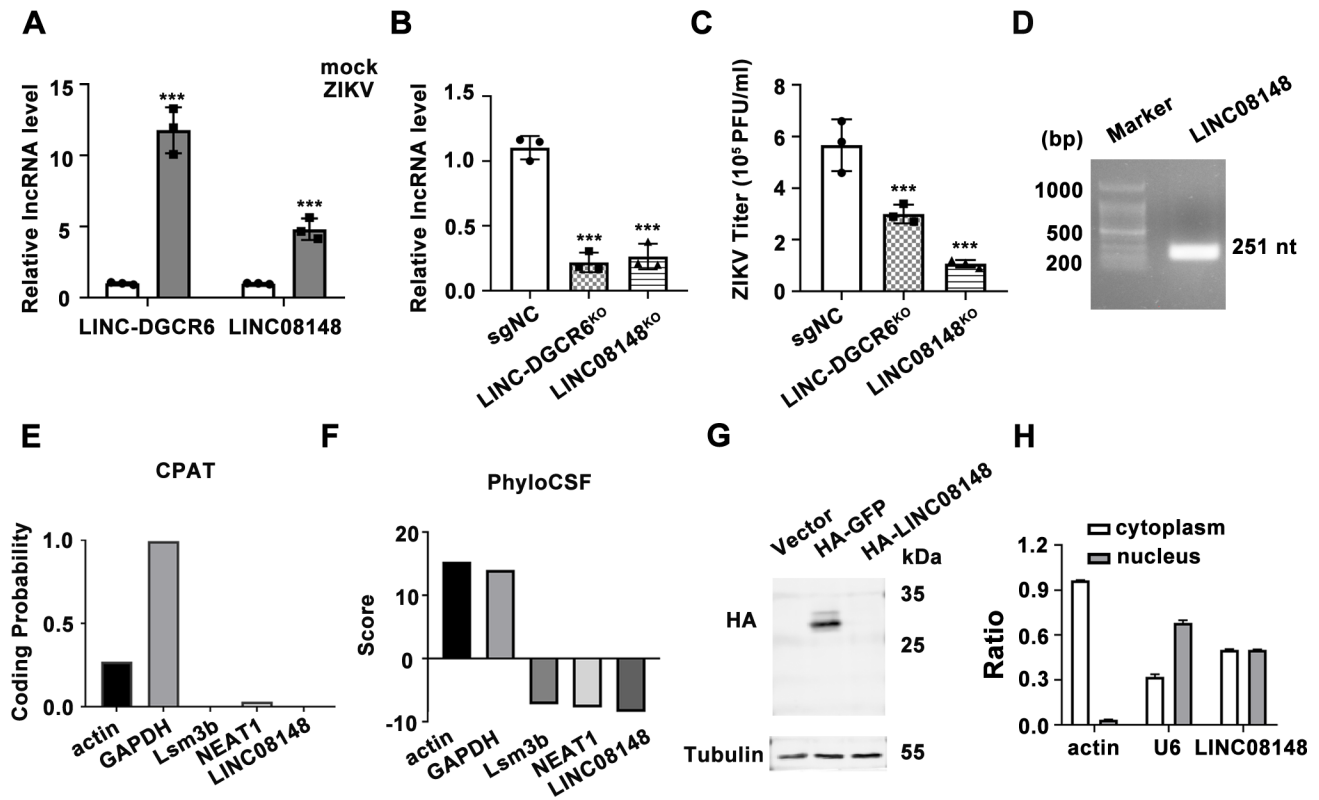 A
mock
ZIKV
Relative lncRNA level
15
10
5
0
***
***
LINC-DGCR6 LINC08148
B
Relative lncRNA level
1.5
1.0
0.5
0.0
***
***
sgNC
LINC-DGCR6KO
LINC08148KO
C
ZIKV Titer (10⁵ PFU/ml)
8
6
4
2
0
***
***
sgNC
LINC-DGCR6KO
LINC08148KO
D
(bp)
Marker
LINC08148
1000
500
200
251 nt
E
CPAT
Coding Probability
1.0
0.5
0.0
actin
GAPDH
Lsm3b
NEAT1
LINC08148
F
PhyloCSF
Score
20
10
0
-10
actin
GAPDH
Lsm3b
NEAT1
LINC08148
G
Vector
HA-GFP
HA-LINC08148
kDa
HA
35
25
Tubulin
55
H
cytoplasm
nucleus
Ratio
1.2
0.9
0.6
0.3
0.0
actin U6 LINC08148